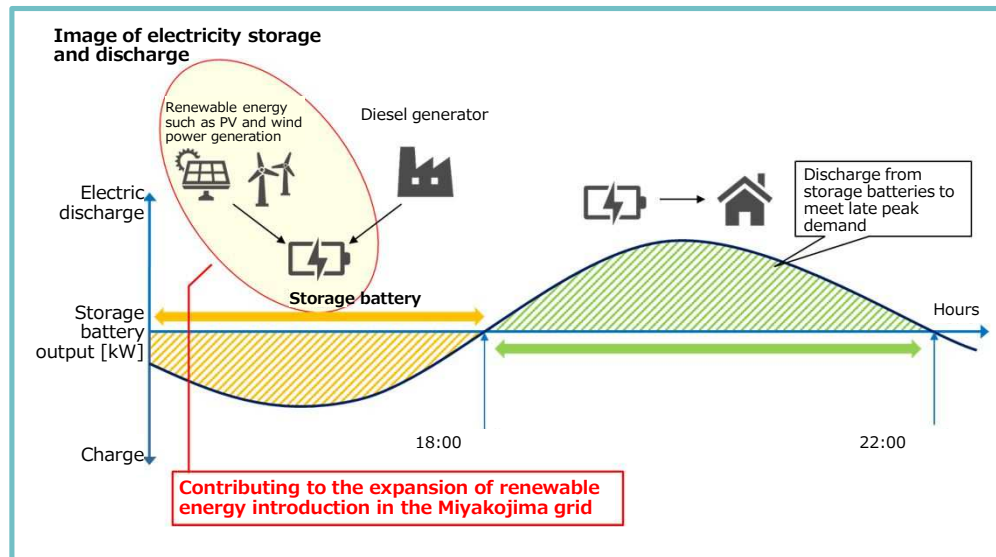 Image of electricity storage
and discharge
Renewable energy
such as PV and wind
power generation
Diesel generator
Storage battery
Electric
discharge
Storage
battery
output [kW]
Charge
Discharge from
storage batteries to
meet late peak
demand
Hours
18:00
22:00
Contributing to the expansion of renewable
energy introduction in the Miyakojima grid